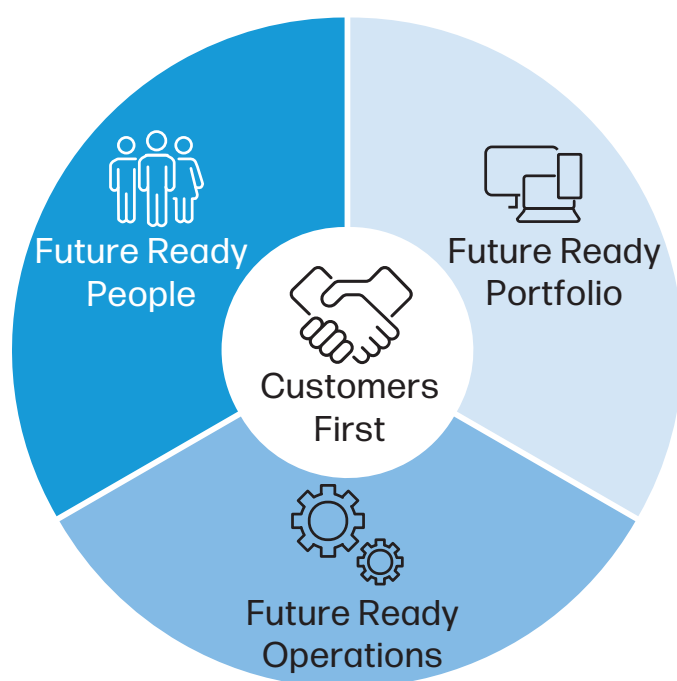 Future Ready
People
Future Ready
Portfolio
Customers
First
Future Ready
Operations